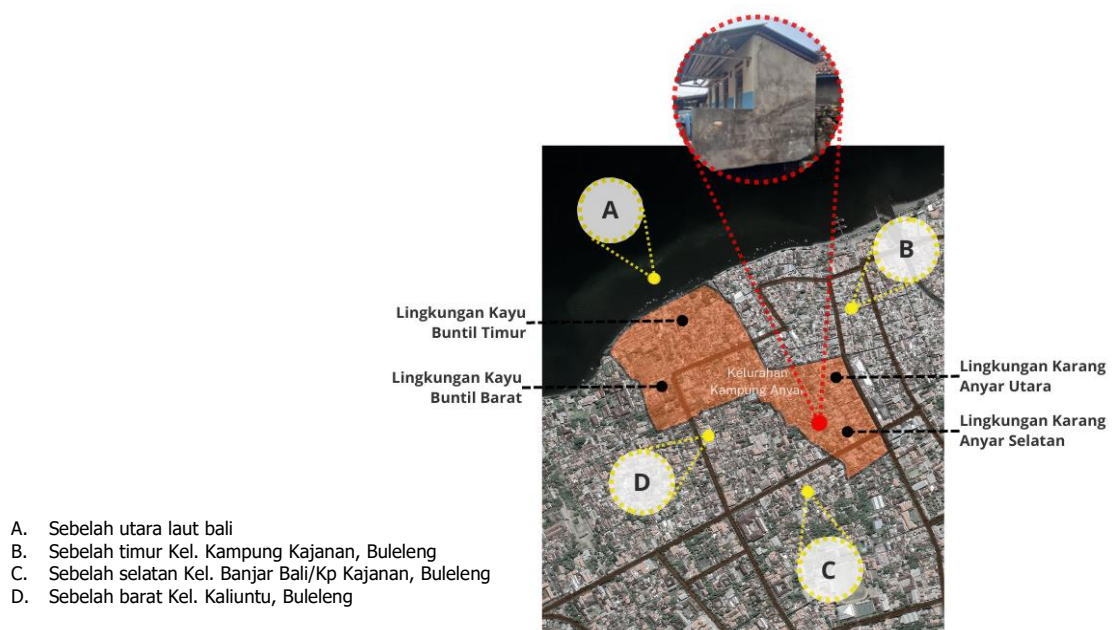 A
B
Lingkungan Kayu
Buntil Timur
Lingkungan Kayu
Buntil Barat
Kelurahan
Kampung Anyar
Lingkungan Karang
Anyar Utara
Lingkungan Karang
Anyar Selatan
D
C
A. Sebelah utara laut bali
B. Sebelah timur Kel. Kampung Kajanan, Buleleng
C. Sebelah selatan Kel. Banjar Bali/Kp Kajanan, Buleleng
D. Sebelah barat Kel. Kaliuntu, Buleleng